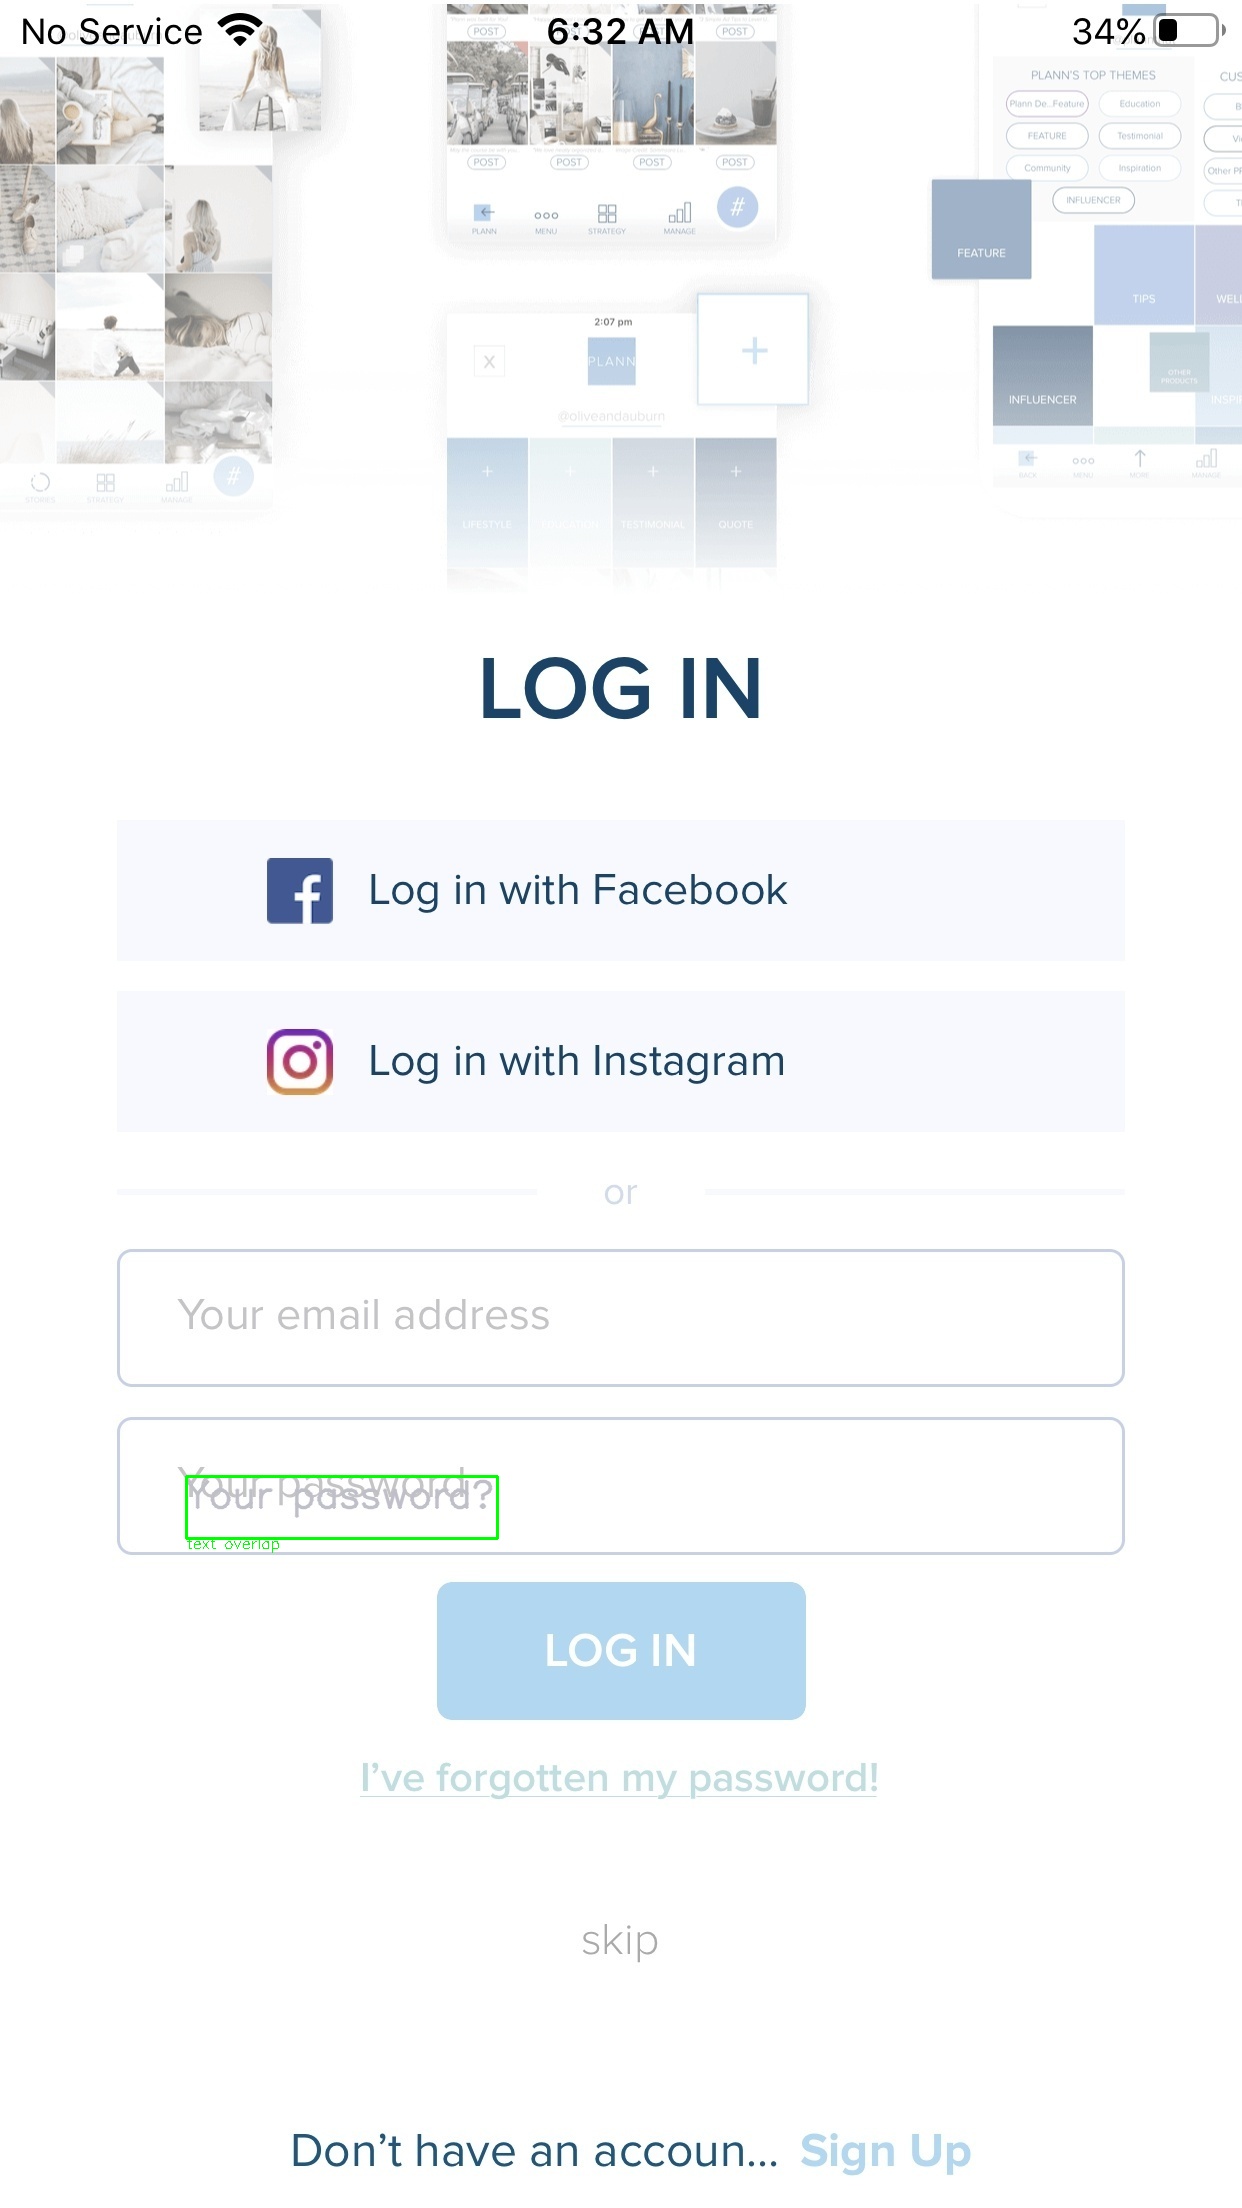 No Service
6:32 AM
34%
POST POST POST POST
POST POST POST POST
PLANN MENU STRATEGY MANAGE #
PLANN'S TOP THEMES
Plann De...Feature Education
FEATURE Testimonial
Community Inspiration
INFLUENCER
FEATURE
TIPS
INFLUENCER
OTHER PRODUCTS
BACK MENU MORE MANAGE
2:07 pm
X
PLANN
+
@oliveandauburn
+ + + +
LIFESTYLE EDUCATION TESTIMONIAL QUOTE
STORIES STRATEGY MANAGE #
LOG IN
Log in with Facebook
Log in with Instagram
or
Your email address
Your password
Your password?
text overlap
LOG IN
I've forgotten my password!
skip
Don't have an accoun... Sign Up